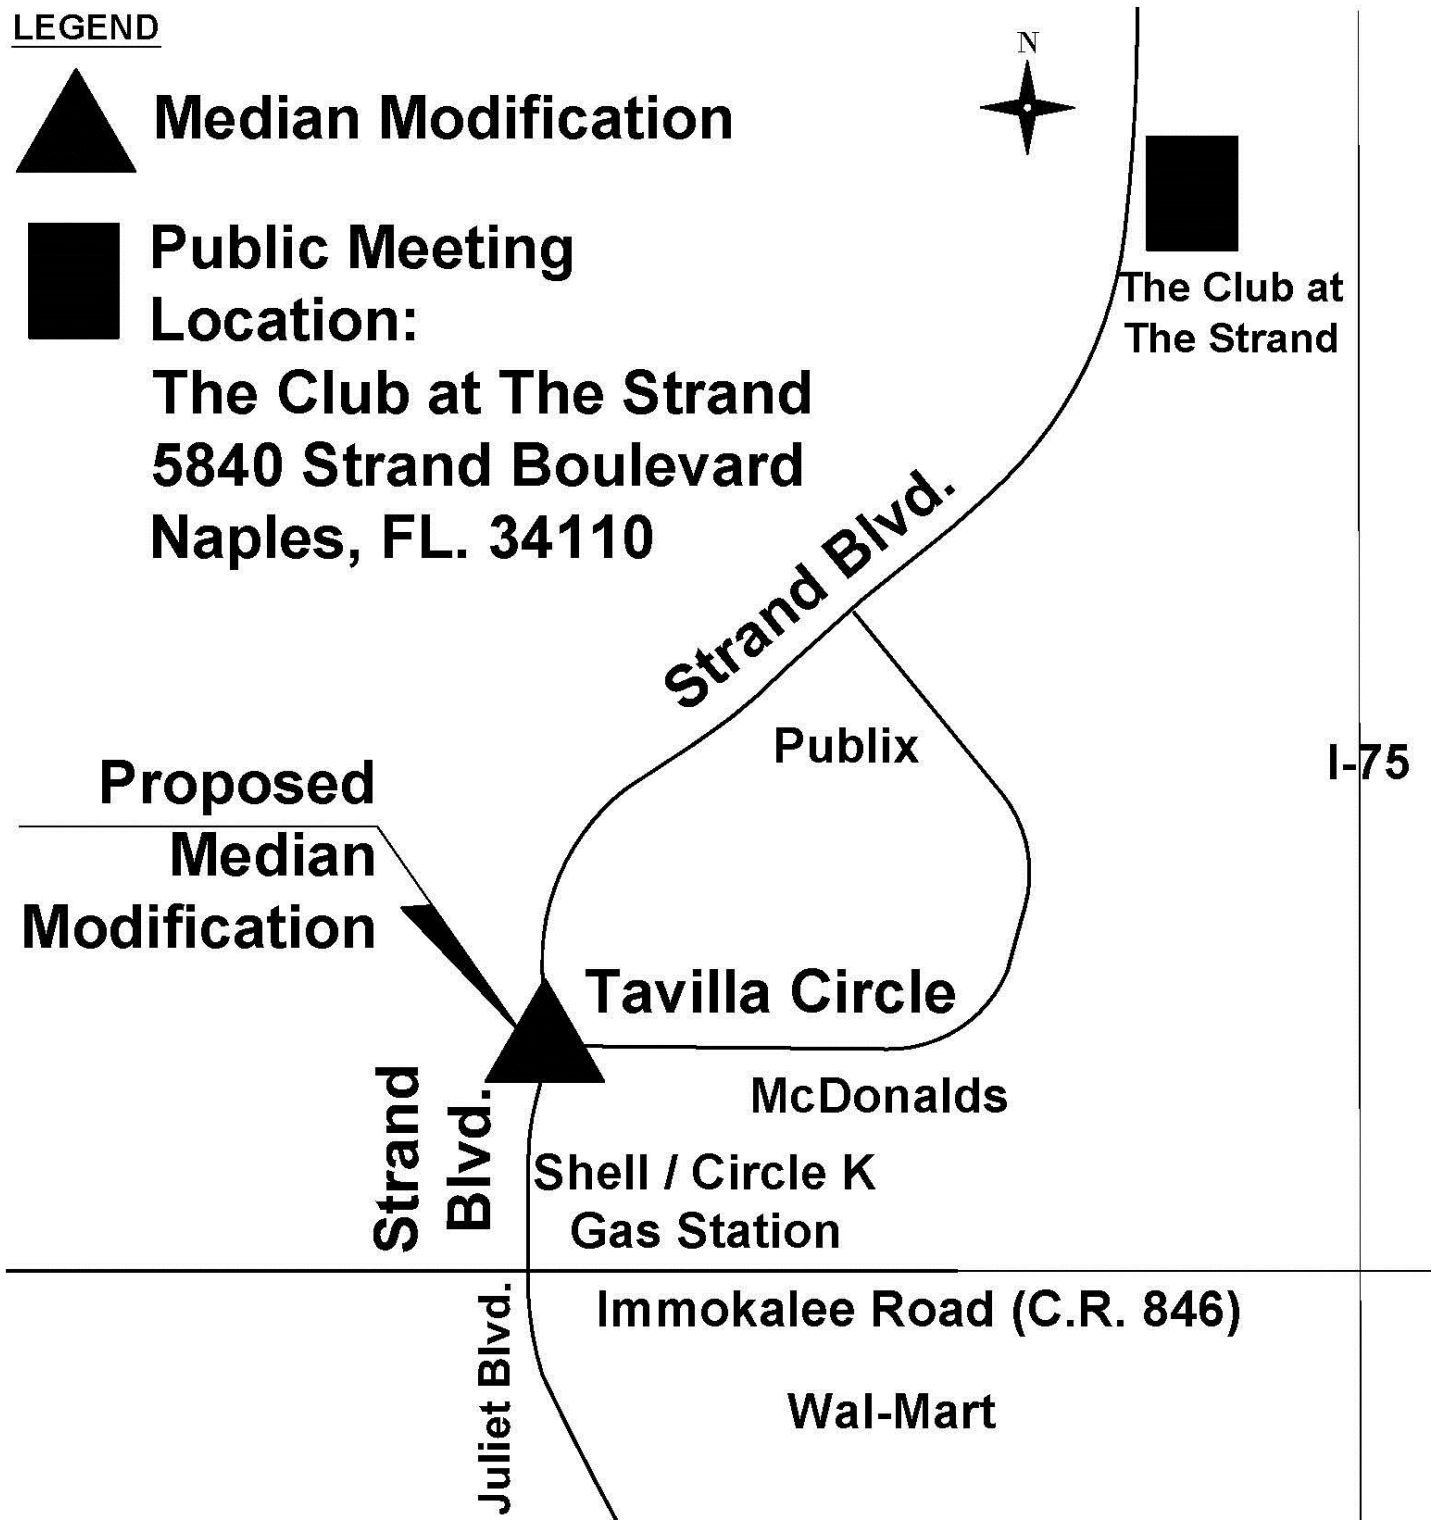 LEGEND
Median Modification
Public Meeting
Location:
The Club at The Strand
5840 Strand Boulevard
Naples, FL. 34110
N
The Club at
The Strand
Strand Blvd.
Publix
I-75
Proposed
Median
Modification
Tavilla Circle
McDonalds
Strand
Blvd.
Shell / Circle K
Gas Station
Immokalee Road (C.R. 846)
Juliet Blvd.
Wal-Mart